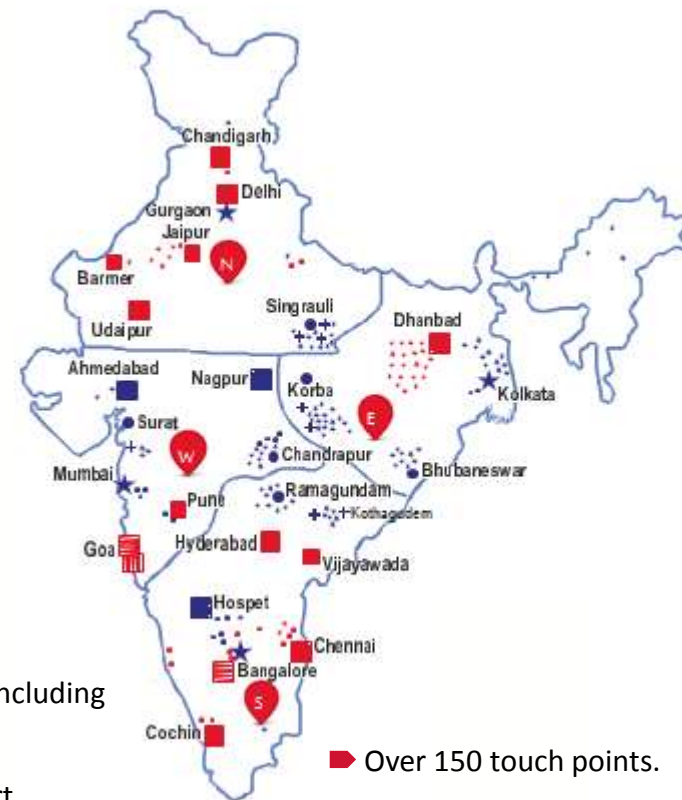 Chandigarh
Delhi
Gurgaon
Jaipur
N
Barmer
Udaipur
Singrauli
Dhanbad
Ahmedabad
Nagpur
Korba
Kolkata
Surat
E
W
Chandrapur
Bhubaneswar
Mumbai
Ramagundam
Pune
Kothagudem
Goa
Hyderabad
Vijayawada
Hospet
Chennai
Bangalore
ncluding
S
Cochin
Over 150 touch points.